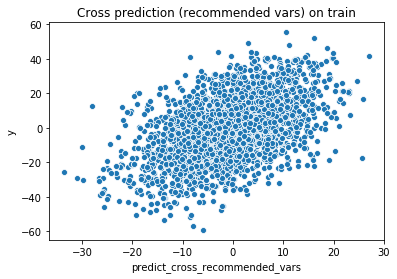 Cross prediction (recommended vars) on train
60
40
20
0
−20
−40
−60
y
−30 −20 −10 0 10 20 30
predict_cross_recommended_vars